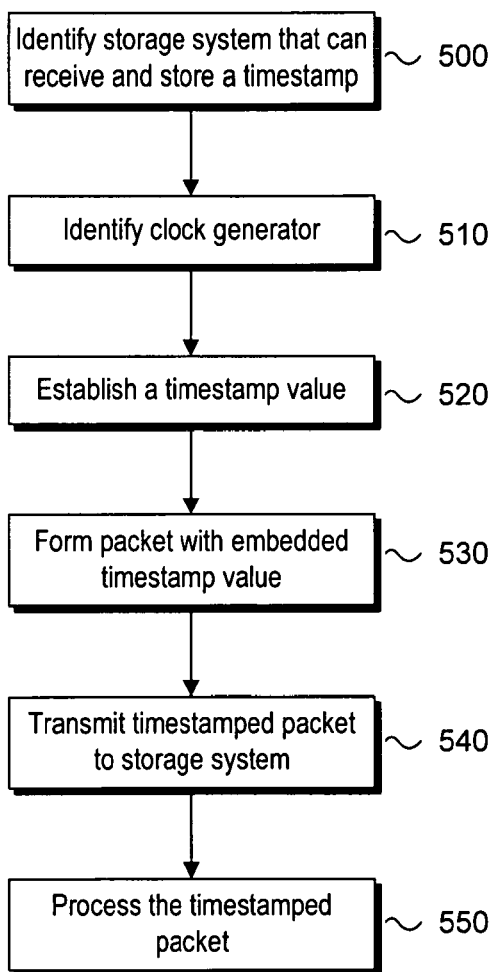 Identify storage system that can
receive and store a timestamp
500
Identify clock generator
510
Establish a timestamp value
520
Form packet with embedded
timestamp value
530
Transmit timestamped packet
to storage system
540
Process the timestamped
packet
550